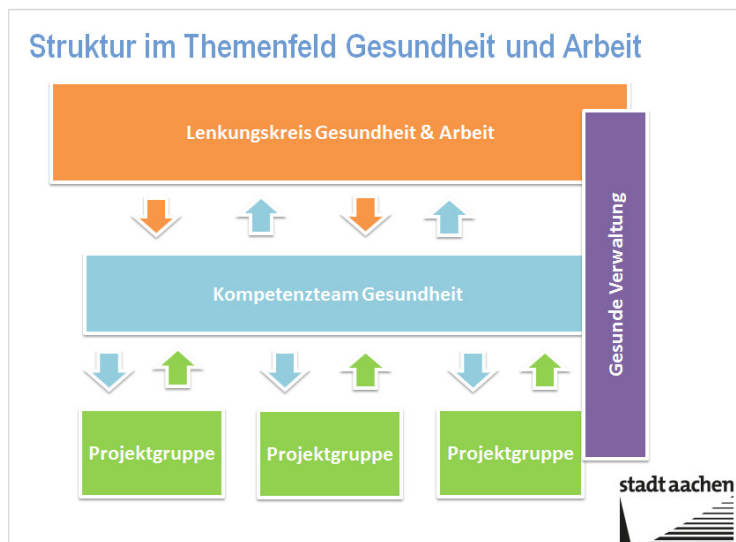 Struktur im Themenfeld Gesundheit und Arbeit
Lenkungskreis Gesundheit & Arbeit
Gesunde Verwaltung
Kompetenzteam Gesundheit
Projektgruppe
Projektgruppe
Projektgruppe
stadt aachen